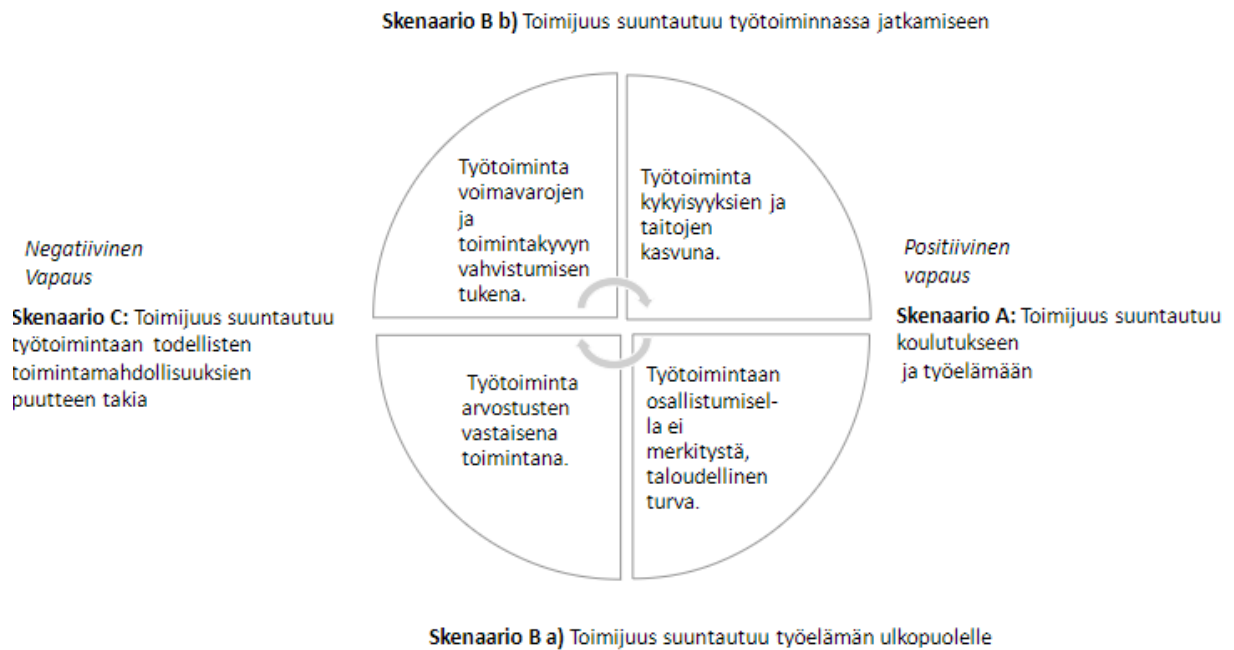 Skenaario B b) Toimijuus suuntautuu työtoiminnassa jatkamiseen
Työtoiminta
voimavarojen
ja
toimintakyvyn
vahvistumisen
tukena.
Työtoiminta
kykyisyyksien ja
taitojen
kasvuna.
Negatiivinen
Vapaus
Skenaario C: Toimijuus suuntautuu
työtoimintaan todellisten
toimintamahdollisuuksien
puutteen takia
Positiivinen
vapaus
Skenaario A: Toimijuus suuntautuu
koulutukseen
ja työelämään
Työtoiminta
arvostusten
vastaisena
toimintana.
Työtoimintaan
osallistumisel-
la ei
merkitystä,
taloudellinen
turva.
Skenaario B a) Toimijuus suuntautuu työelämän ulkopuolelle